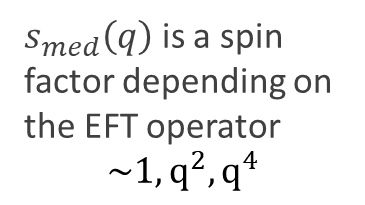 s_med(q) is a spin
factor depending on
the EFT operator
~1, q², q⁴